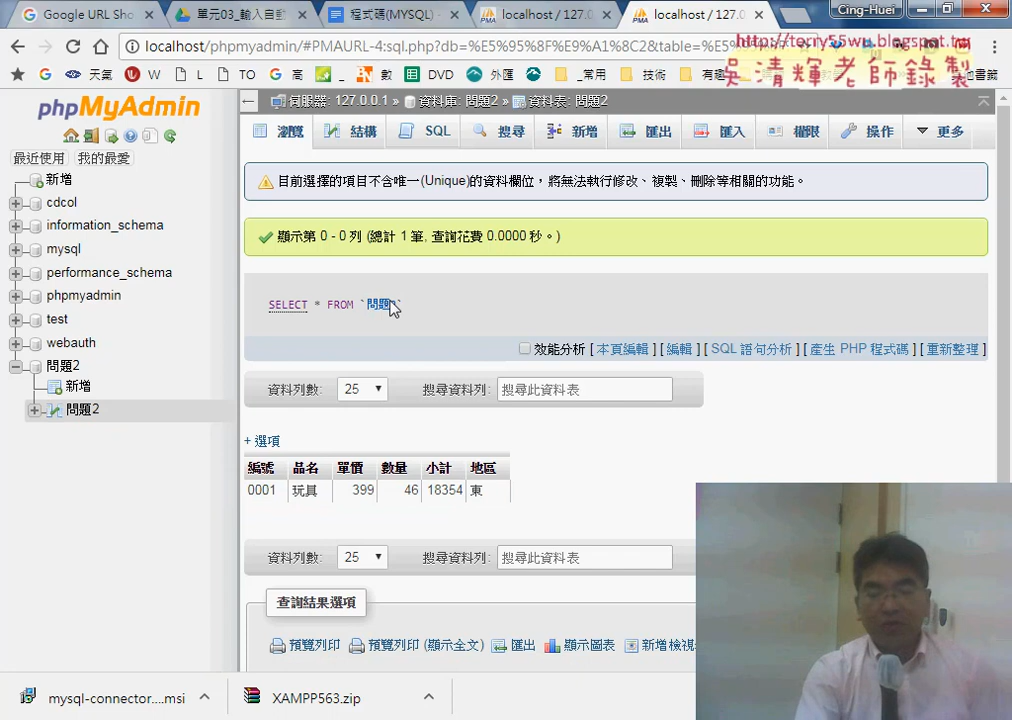 Google URL Sho
單元03_輸入自動
程式碼(MYSQL) -
localhost / 127.0
localhost / 127.0
Cing-Huei
localhost/phpmyadmin/#PMAURL-4:sql.php?db=%E5%95%8F%E9%A1%8C2&table=%E5%
http://terry55wu.blogspot.tw
吳清輝老師錄製
天氣
W
L
TO
高
數
DVD
外匯
_常用
技術
有趣
phpMyAdmin
最近使用
我的最愛
新增
cdcol
information_schema
mysql
performance_schema
phpmyadmin
test
webauth
問題2
新增
問題2
伺服器: 127.0.0.1 » 資料庫: 問題2 » 資料表: 問題2
瀏覽
結構
SQL
搜尋
新增
匯出
匯入
權限
操作
更多
目前選擇的項目不含唯一(Unique)的資料欄位，將無法執行修改、複製、刪除等相關的功能。
顯示第 0 - 0 列 (總計 1 筆, 查詢花費 0.0000 秒。)
SELECT * FROM `問題
效能分析 [ 本頁編輯 ] [ 編輯 ] [ SQL 語句分析 ] [ 產生 PHP 程式碼 ] [ 重新整理 ]
資料列數: 25 搜尋資料列: 搜尋此資料表
+ 選項
編號 品名 單價 數量 小計 地區
0001 玩具 399 46 18354 東
資料列數: 25 搜尋資料列: 搜尋此資料表
查詢結果選項
預覽列印
預覽列印 (顯示全文)
匯出
顯示圖表
新增檢視
mysql-connector....msi
XAMPP563.zip